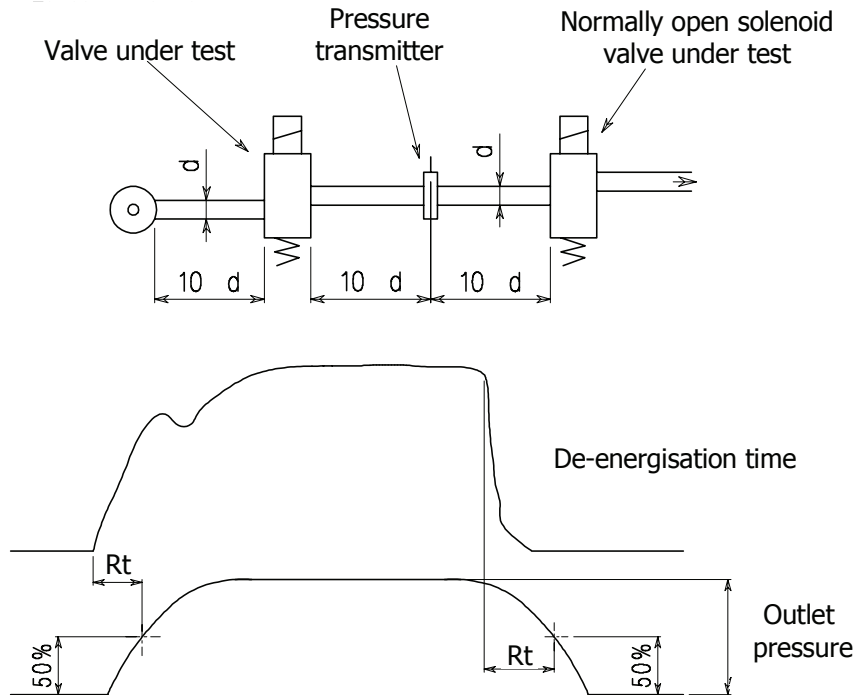 Pressure
transmitter
Normally open solenoid
valve under test
Valve under test
d
d
10 d
10 d
10 d
De-energisation time
Rt
Outlet
pressure
50%
Rt
50%